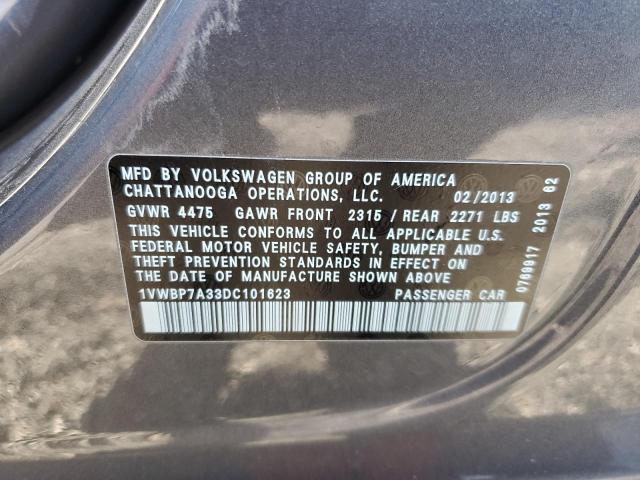 MFD BY VOLKSWAGEN GROUP OF AMERICA
CHATTANOOGA OPERATIONS, LLC. 02/2013
GVWR 4475 GAWR FRONT 2315/REAR 2271 LBS
THIS VEHICLE CONFORMS TO ALL APPLICABLE U.S.
FEDERAL MOTOR VEHICLE SAFETY, BUMPER AND
THEFT PREVENTION STANDARDS IN EFFECT ON
THE DATE OF MANUFACTURE SHOWN ABOVE
1VWBP7A33DC101623 PASSENGER CAR
0769817 2013 62